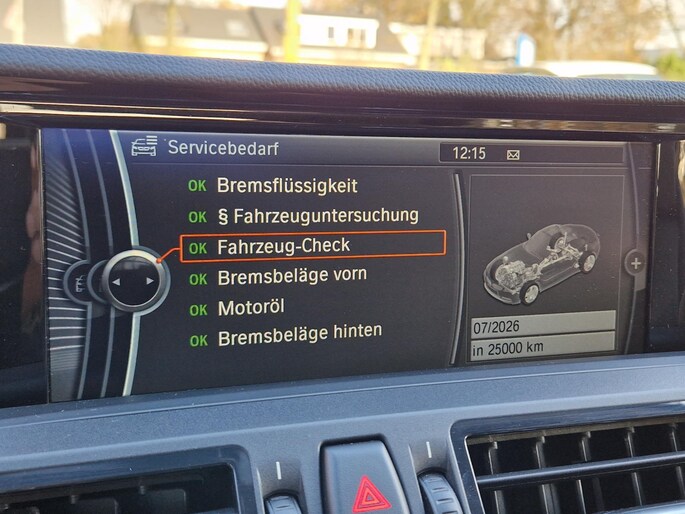 Servicebedarf
12:15
OK Bremsflüssigkeit
OK § Fahrzeuguntersuchung
OK Fahrzeug-Check
OK Bremsbeläge vorn
OK Motoröl
OK Bremsbeläge hinten
07/2026
in 25000 km